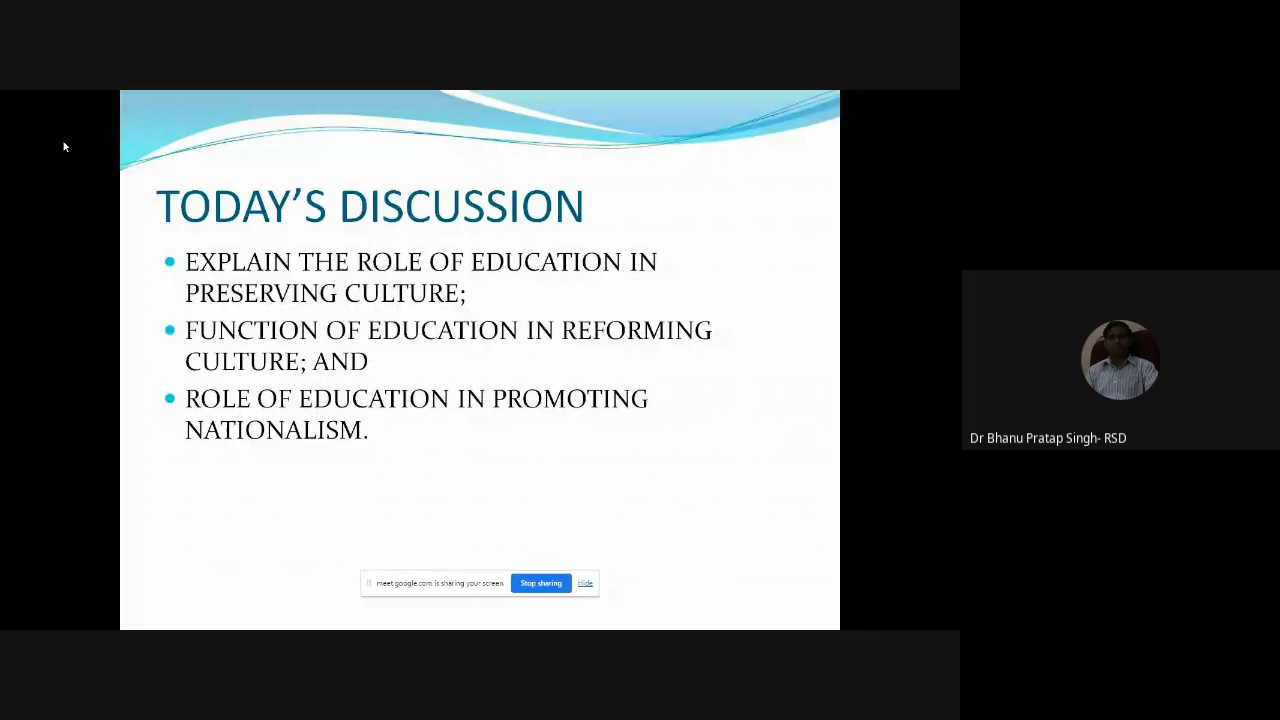 TODAY’S DISCUSSION
EXPLAIN THE ROLE OF EDUCATION IN
PRESERVING CULTURE;
FUNCTION OF EDUCATION IN REFORMING
CULTURE; AND
ROLE OF EDUCATION IN PROMOTING
NATIONALISM.
meet.google.com is sharing your screen. Stop sharing Hide
Dr Bhanu Pratap Singh- RSD